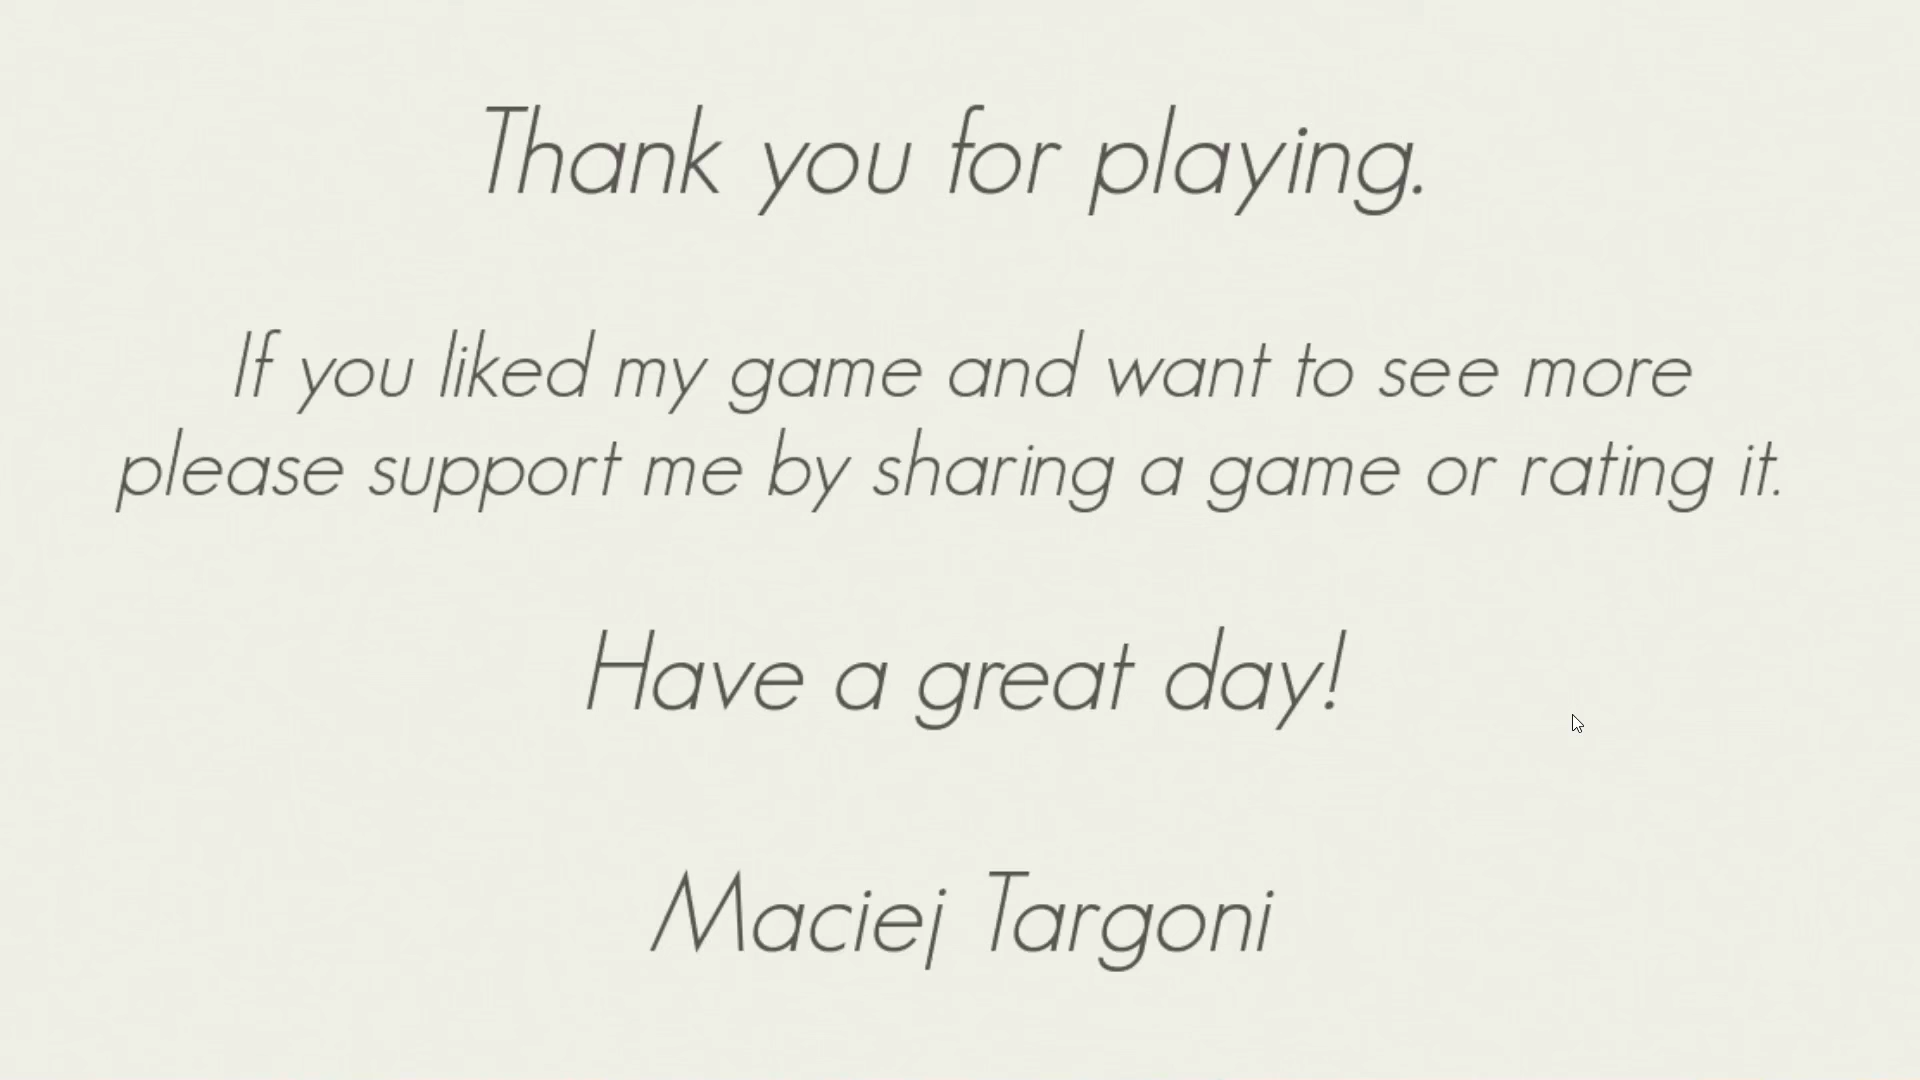 Thank you for playing.
If you liked my game and want to see more
please support me by sharing a game or rating it.
Have a great day!
Maciej Targoni